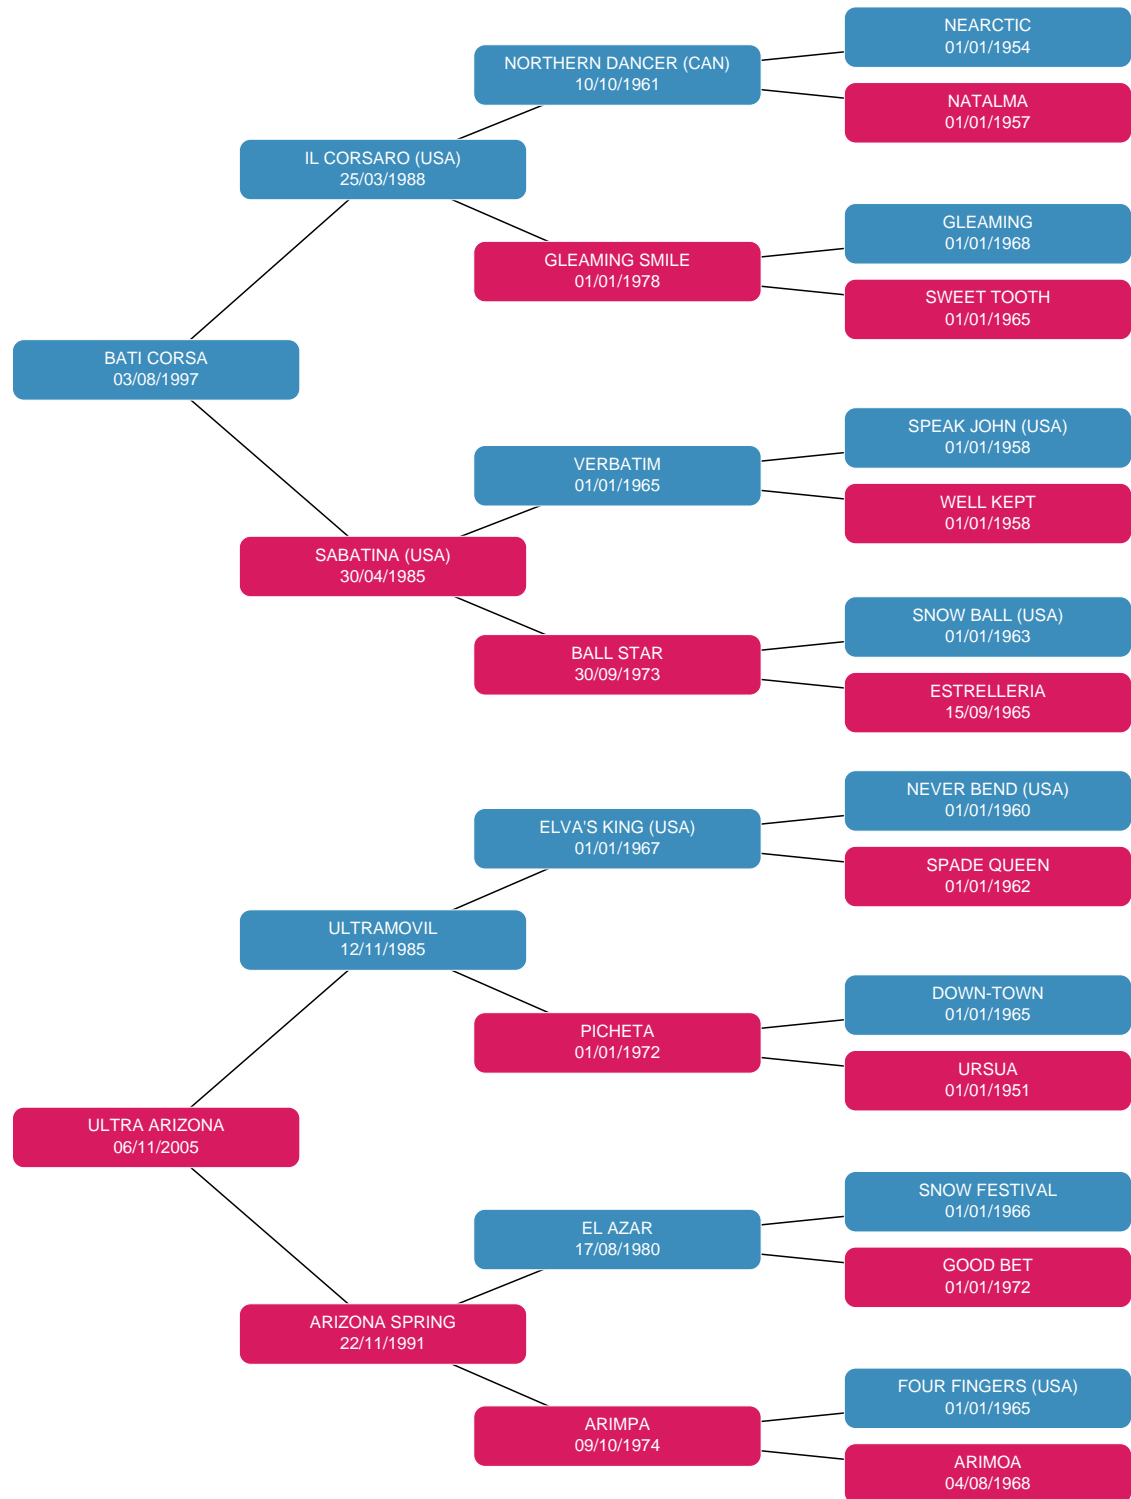 NEARCTIC
01/01/1954
NORTHERN DANCER (CAN)
10/10/1961
NATALMA
01/01/1957
IL CORSARO (USA)
25/03/1988
GLEAMING
01/01/1968
GLEAMING SMILE
01/01/1978
SWEET TOOTH
01/01/1965
BATI CORSA
03/08/1997
SPEAK JOHN (USA)
01/01/1958
VERBATIM
01/01/1965
WELL KEPT
01/01/1958
SABATINA (USA)
30/04/1985
SNOW BALL (USA)
01/01/1963
BALL STAR
30/09/1973
ESTRELLERIA
15/09/1965
NEVER BEND (USA)
01/01/1960
ELVA'S KING (USA)
01/01/1967
SPADE QUEEN
01/01/1962
ULTRAMOVIL
12/11/1985
DOWN-TOWN
01/01/1965
PICHETA
01/01/1972
URSUA
01/01/1951
ULTRA ARIZONA
06/11/2005
SNOW FESTIVAL
01/01/1966
EL AZAR
17/08/1980
GOOD BET
01/01/1972
ARIZONA SPRING
22/11/1991
FOUR FINGERS (USA)
01/01/1965
ARIMPA
09/10/1974
ARIMOA
04/08/1968